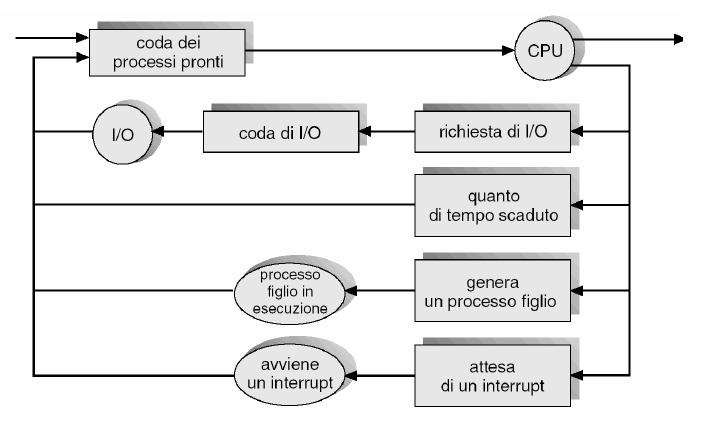 coda dei
processi pronti
CPU
I/O
coda di I/O
richiesta di I/O
quanto
di tempo scaduto
processo
figlio in
esecuzione
genera
un processo figlio
avviene
un interrupt
attesa
di un interrupt